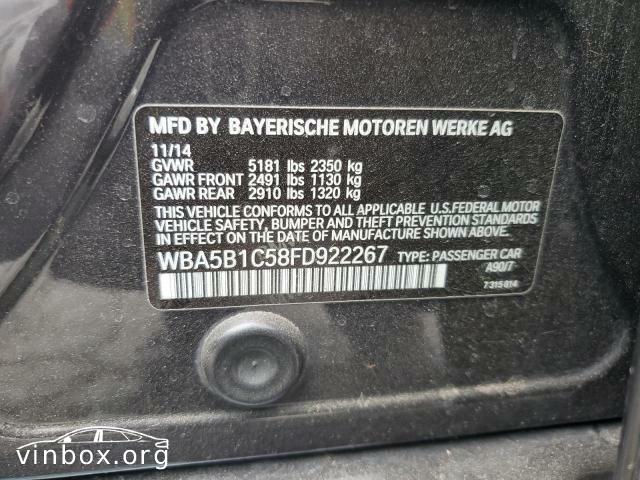 MFD BY BAYERISCHE MOTOREN WERKE AG
11/14
GVWR 5181 lbs 2350 kg
GAWR FRONT 2491 lbs 1130 kg
GAWR REAR 2910 lbs 1320 kg
THIS VEHICLE CONFORMS TO ALL APPLICABLE U.S.FEDERAL MOTOR
VEHICLE SAFETY, BUMPER AND THEFT PREVENTION STANDARDS
IN EFFECT ON THE DATE OF MANUFACTURE SHOWN ABOVE.
WBA5B1C58FD922267 TYPE: PASSENGER CAR
A90/7
7 315 014
vinbox.org